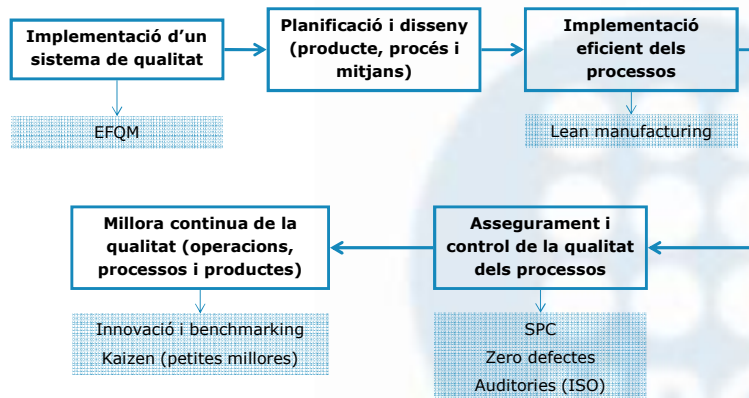 Implementació d'un
sistema de qualitat
Planificació i disseny
(producte, procés i
mitjans)
Implementació
eficient dels
processos
EFQM
Lean manufacturing
Millora continua de la
qualitat (operacions,
processos i productes)
Assegurament i
control de la qualitat
dels processos
Innovació i benchmarking
Kaizen (petites millores)
SPC
Zero defectes
Auditories (ISO)